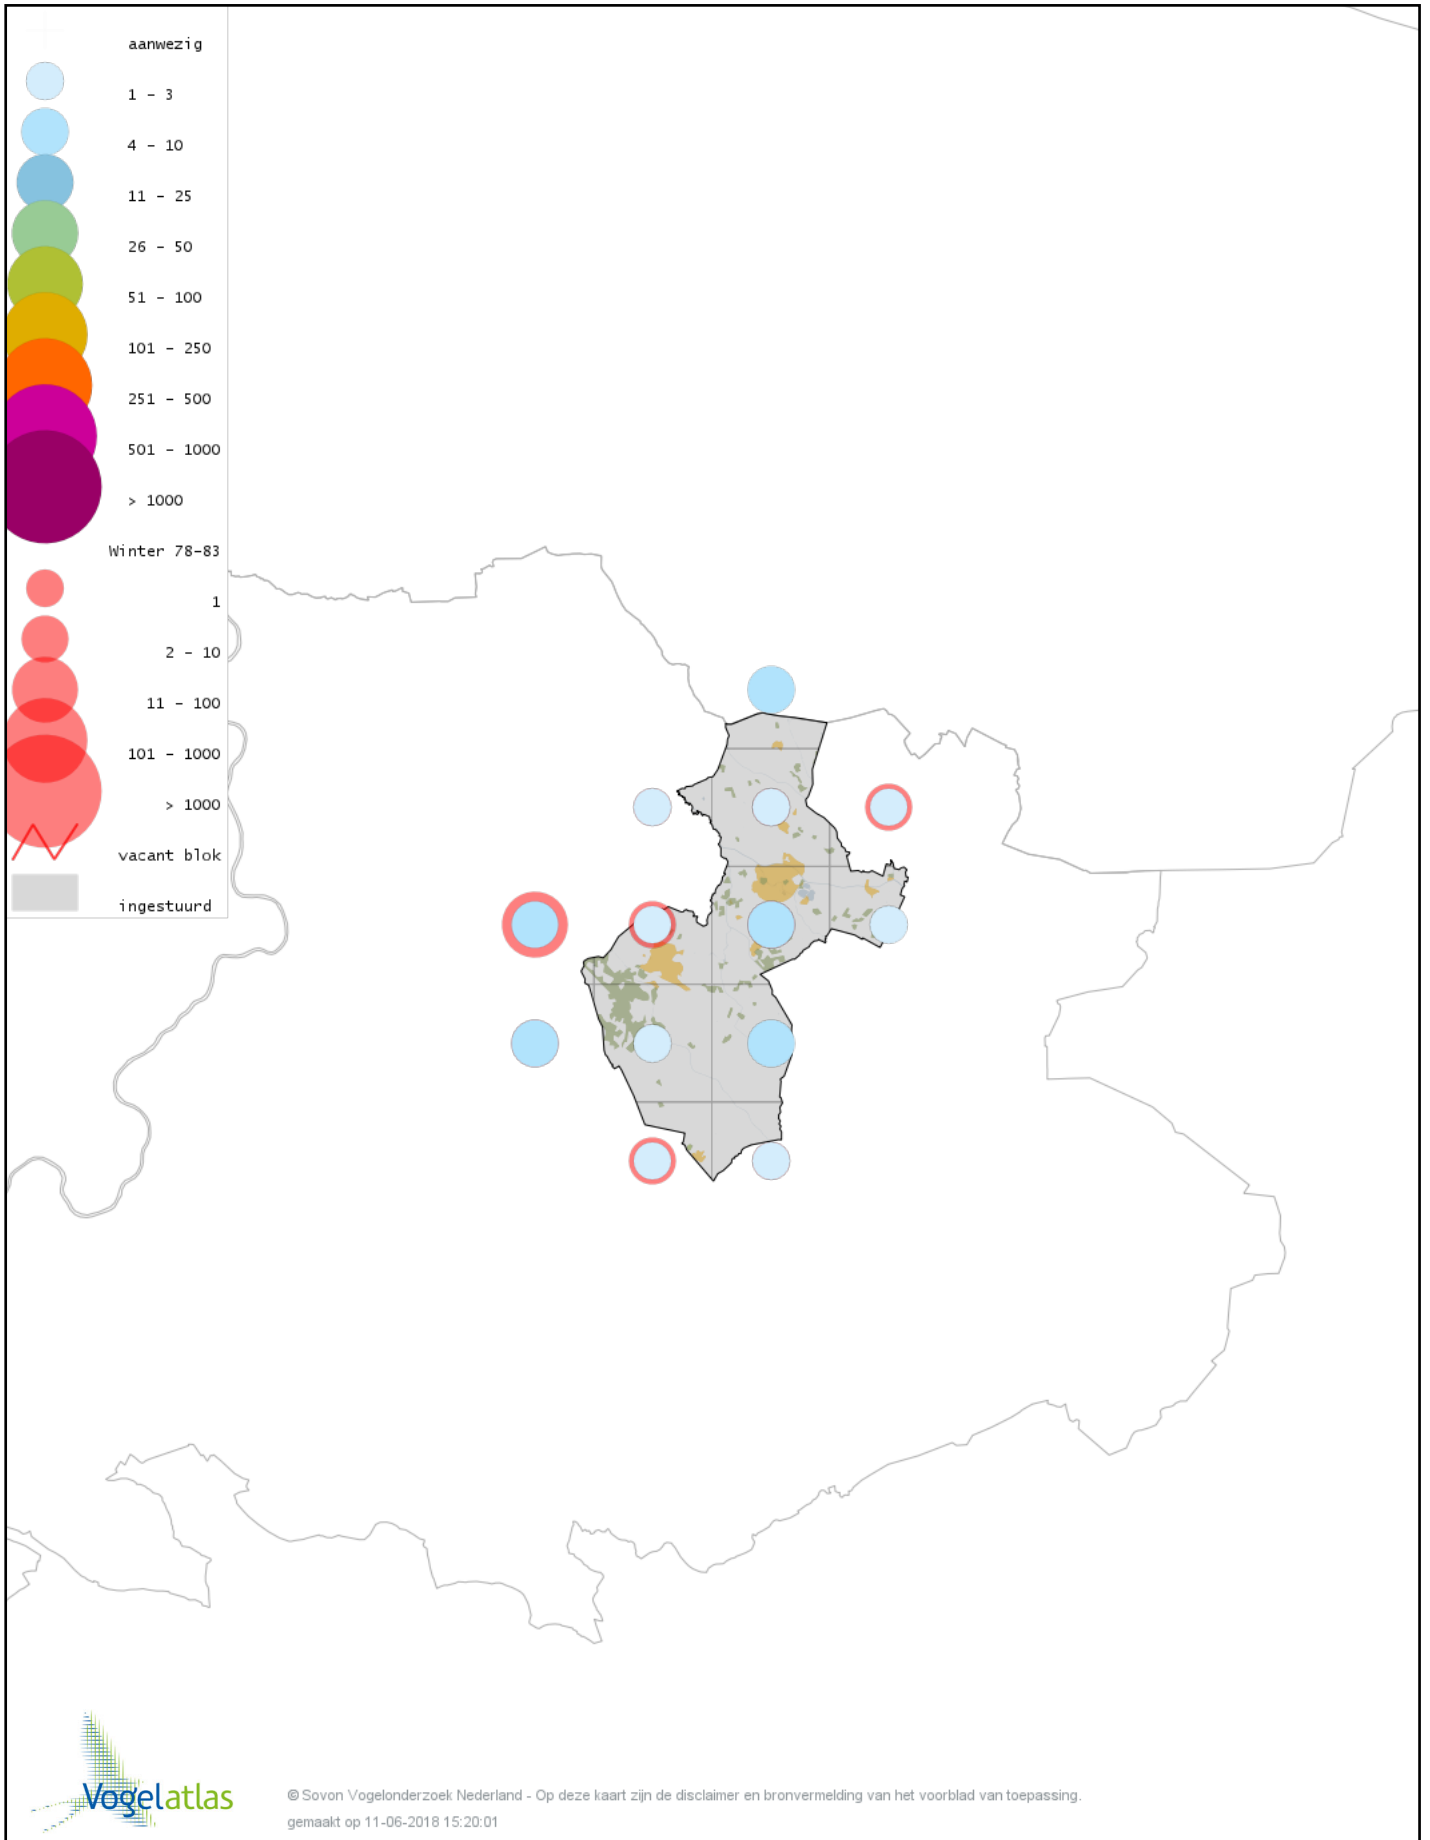 aanwezig
1 - 3
4 - 10
11 - 25
26 - 50
51 - 100
101 - 250
251 - 500
501 - 1000
> 1000
Winter 78-83
1
2 - 10
11 - 100
101 - 1000
> 1000
vacant blok
ingestuurd
Vogelatlas
© Sovon Vogelonderzoek Nederland - Op deze kaart zijn de disclaimer en bronvermelding van het voorblad van toepassing.
gemaakt op 11-06-2018 15:20:01